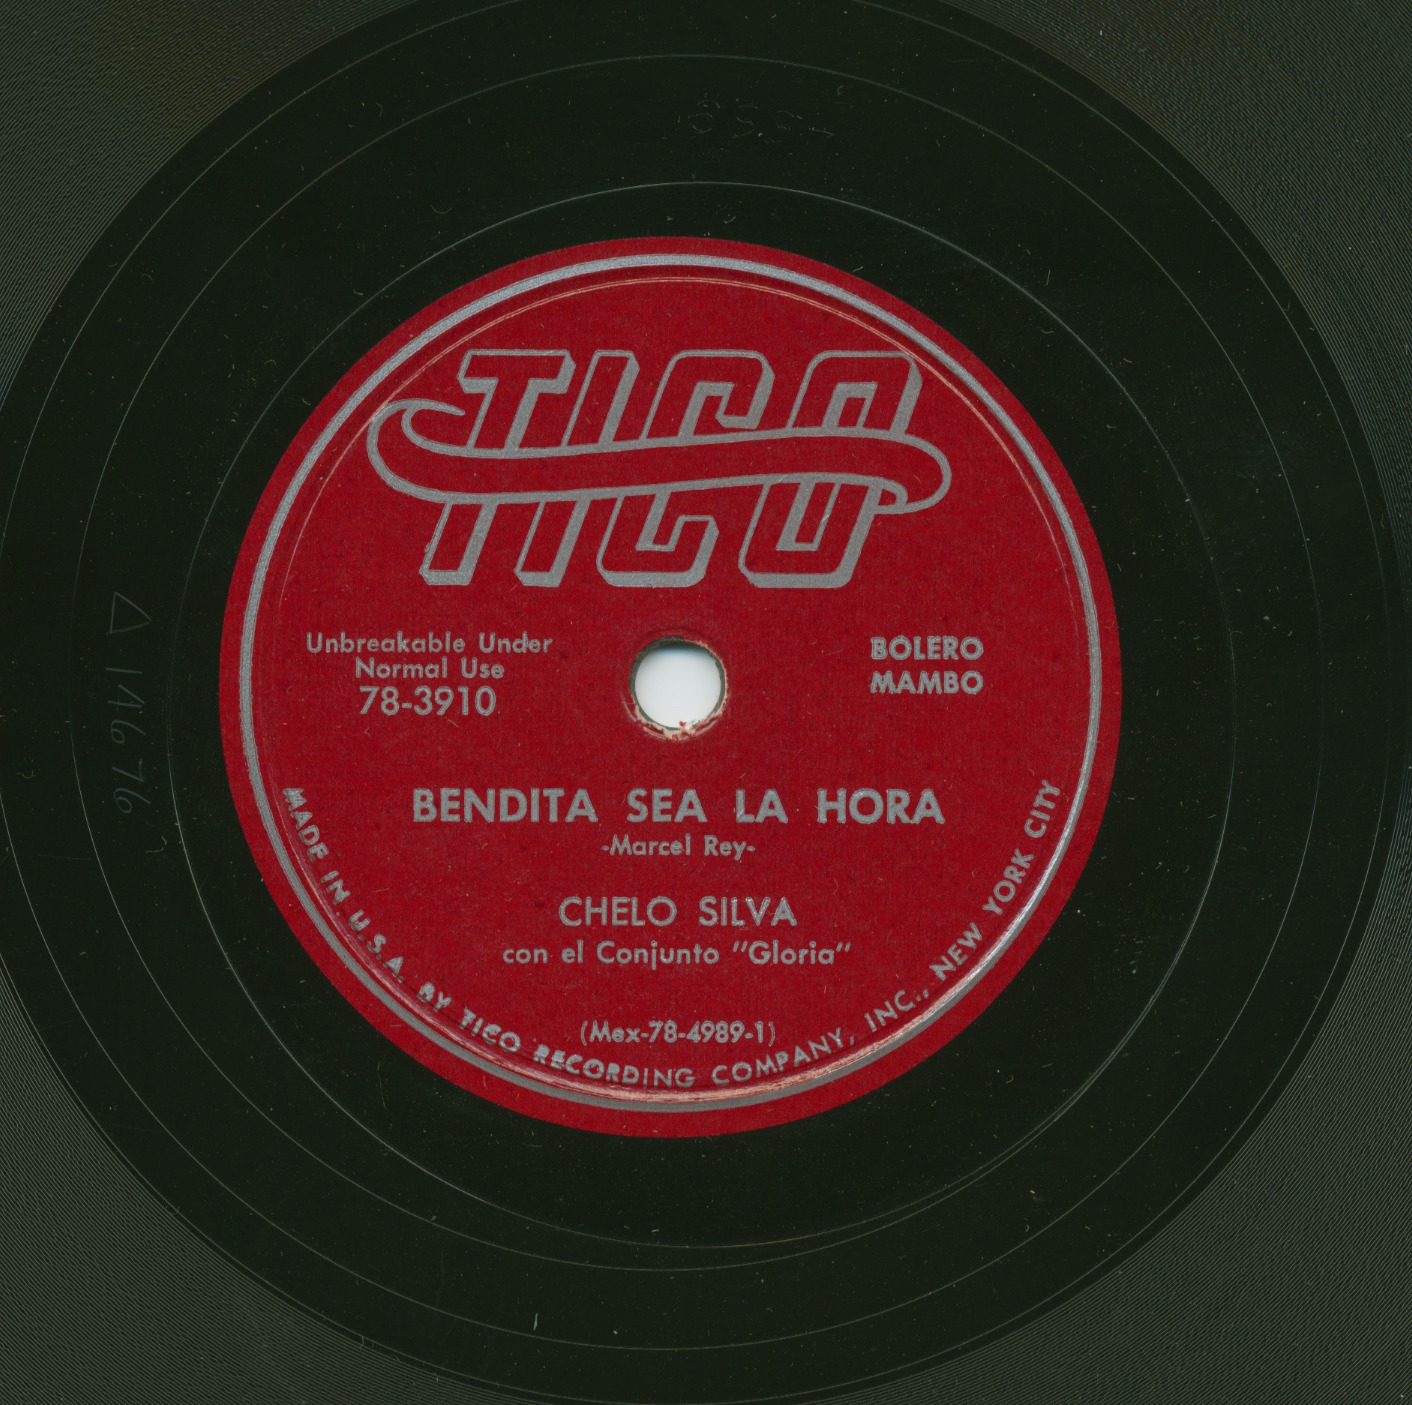 TICO
Unbreakable Under
Normal Use
78-3910
BOLERO
MAMBO
BENDITA SEA LA HORA
-Marcel Rey-
CHELO SILVA
con el Conjunto "Gloria"
(Mex-78-4989-1)
MADE IN U.S.A. BY TICO RECORDING COMPANY, INC., NEW YORK CITY
Δ 14676